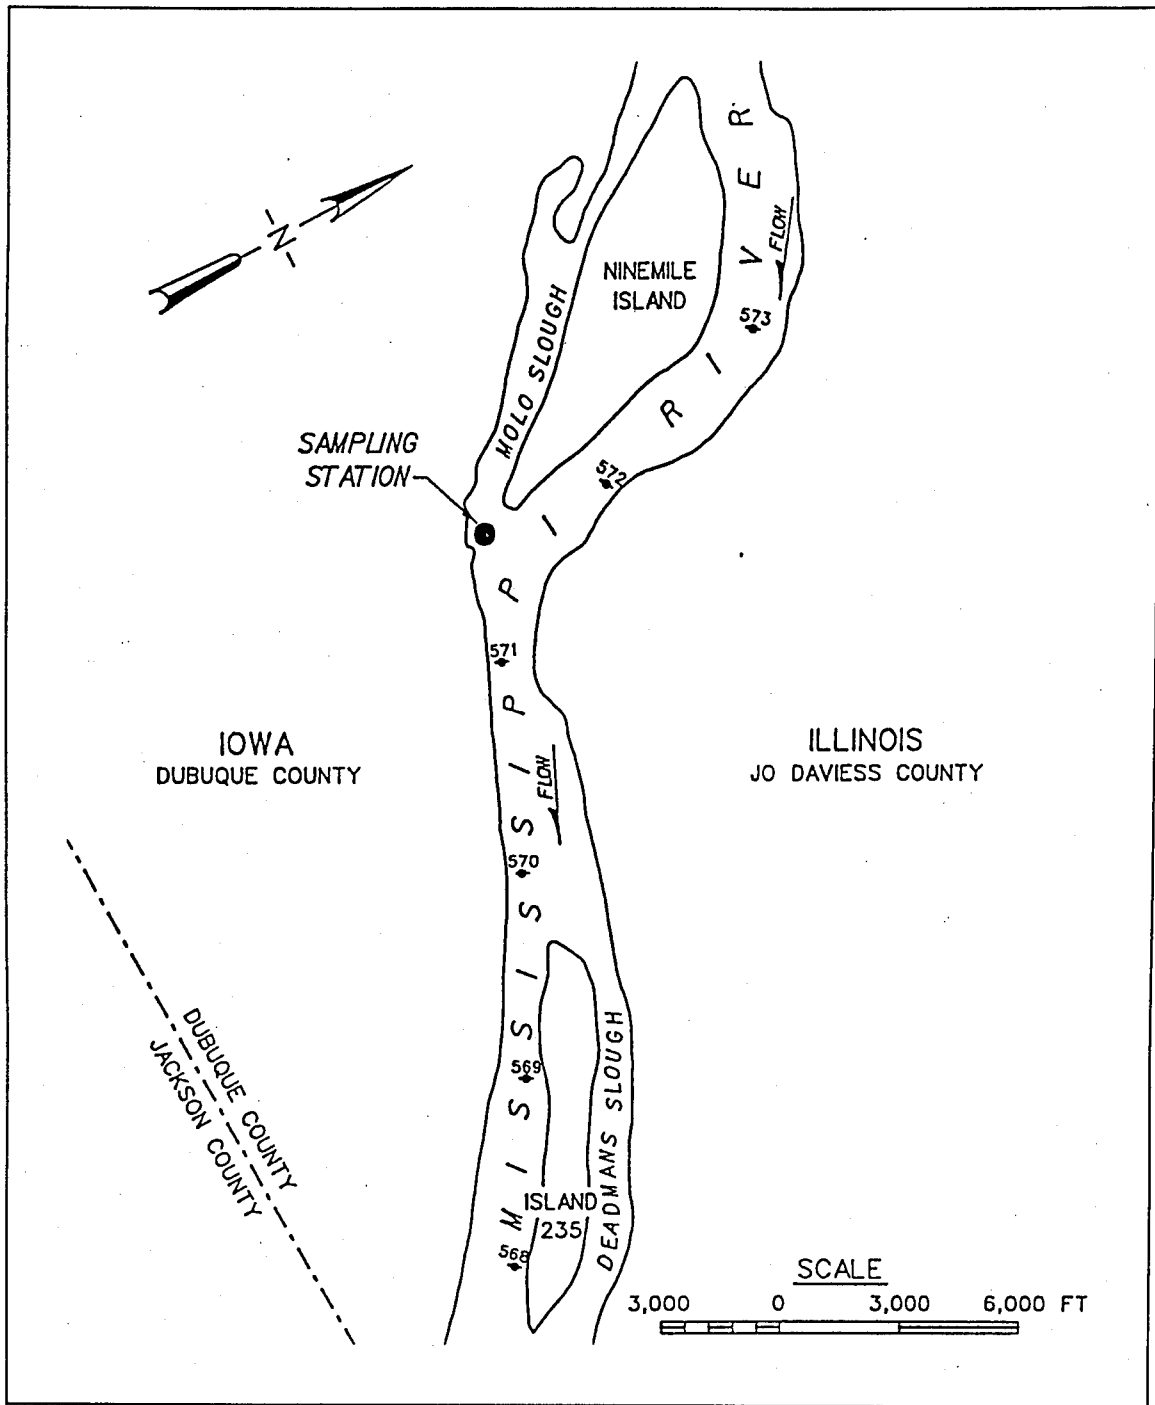 N
NINEMILE
ISLAND
FLOW
573
MOLO SLOUGH
SAMPLING
STATION
572
571
MISSISSIPPI RIVER
IOWA
DUBUQUE COUNTY
ILLINOIS
JO DAVIESS COUNTY
FLOW
570
569
DUBUQUE COUNTY
JACKSON COUNTY
DEADMANS SLOUGH
ISLAND
235
568
SCALE
3,000 0 3,000 6,000 FT